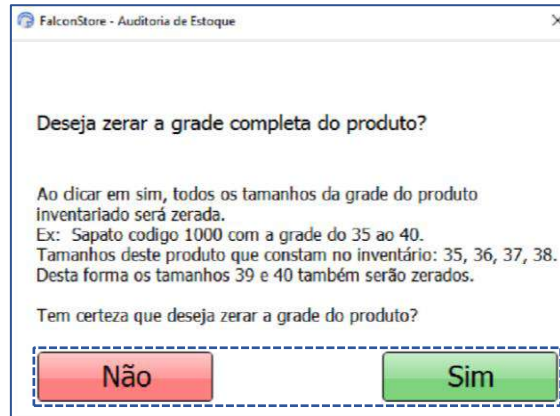 FalconStore - Auditoria de Estoque
Deseja zerar a grade completa do produto?
Ao clicar em sim, todos os tamanhos da grade do produto
inventariado será zerada.
Ex: Sapato codigo 1000 com a grade do 35 ao 40.
Tamanhos deste produto que constam no inventário: 35, 36, 37, 38.
Desta forma os tamanhos 39 e 40 também serão zerados.
Tem certeza que deseja zerar a grade do produto?
Não Sim